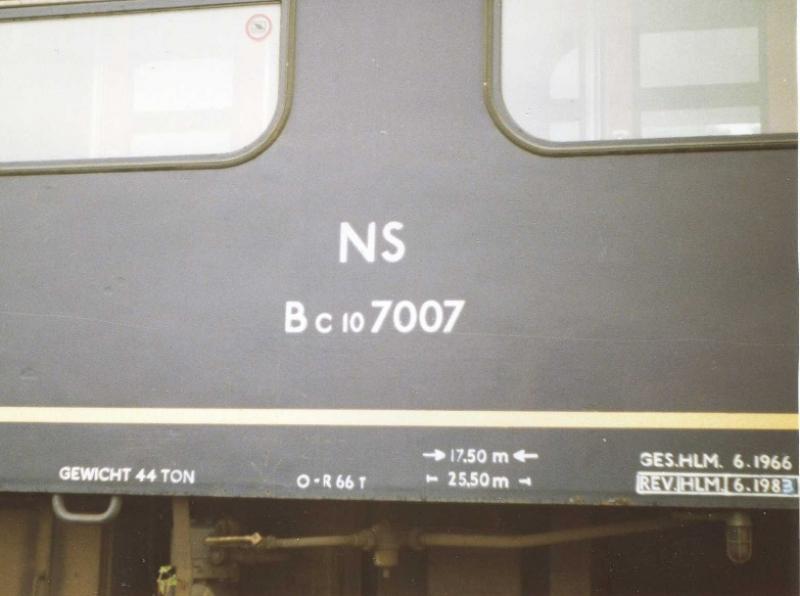 NS
Bc10 7007
GEWICHT 44 TON
O-R 66 T
17.50 m
25,50 m
GES.HLM. 6.1966
REV.HLM. 6.1983